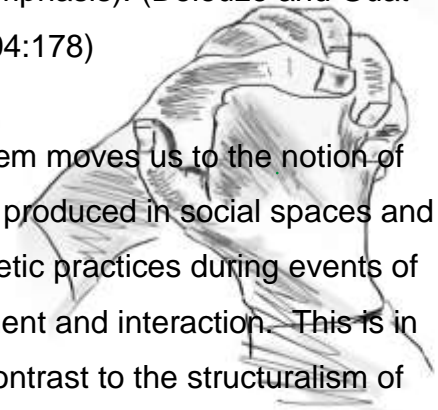 emphasis). (Deleuze and Guat
94:178)
em moves us to the notion of
produced in social spaces and
etic practices during events of
ent and interaction. This is in
ontrast to the structuralism of